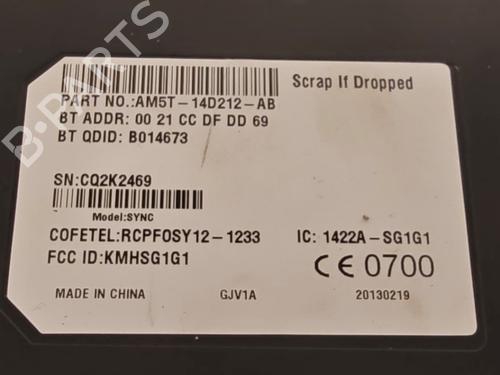 B-PARTS
Scrap If Dropped
PART NO.:AM5T-14D212-AB
BT ADDR: 00 21 CC DF DD 69
BT QDID: B014673
SN:CQ2K2469
Model:SYNC
COFETEL:RCPFOSY12-1233 IC: 1422A-SG1G1
FCC ID:KMHSG1G1 CE 0700
MADE IN CHINA GJV1A 20130219